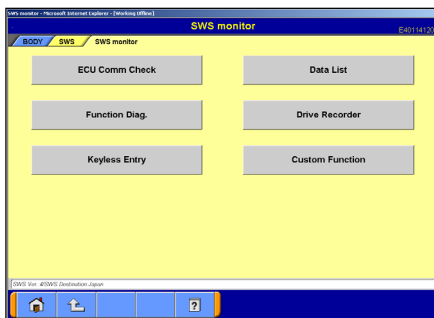 SWS monitor - Microsoft Internet Explorer - [Working Offline]
SWS monitor
E40114120
BODY SWS SWS monitor
ECU Comm Check Data List
Function Diag. Drive Recorder
Keyless Entry Custom Function
SWS Ver. #/SWS Destination Japan
?